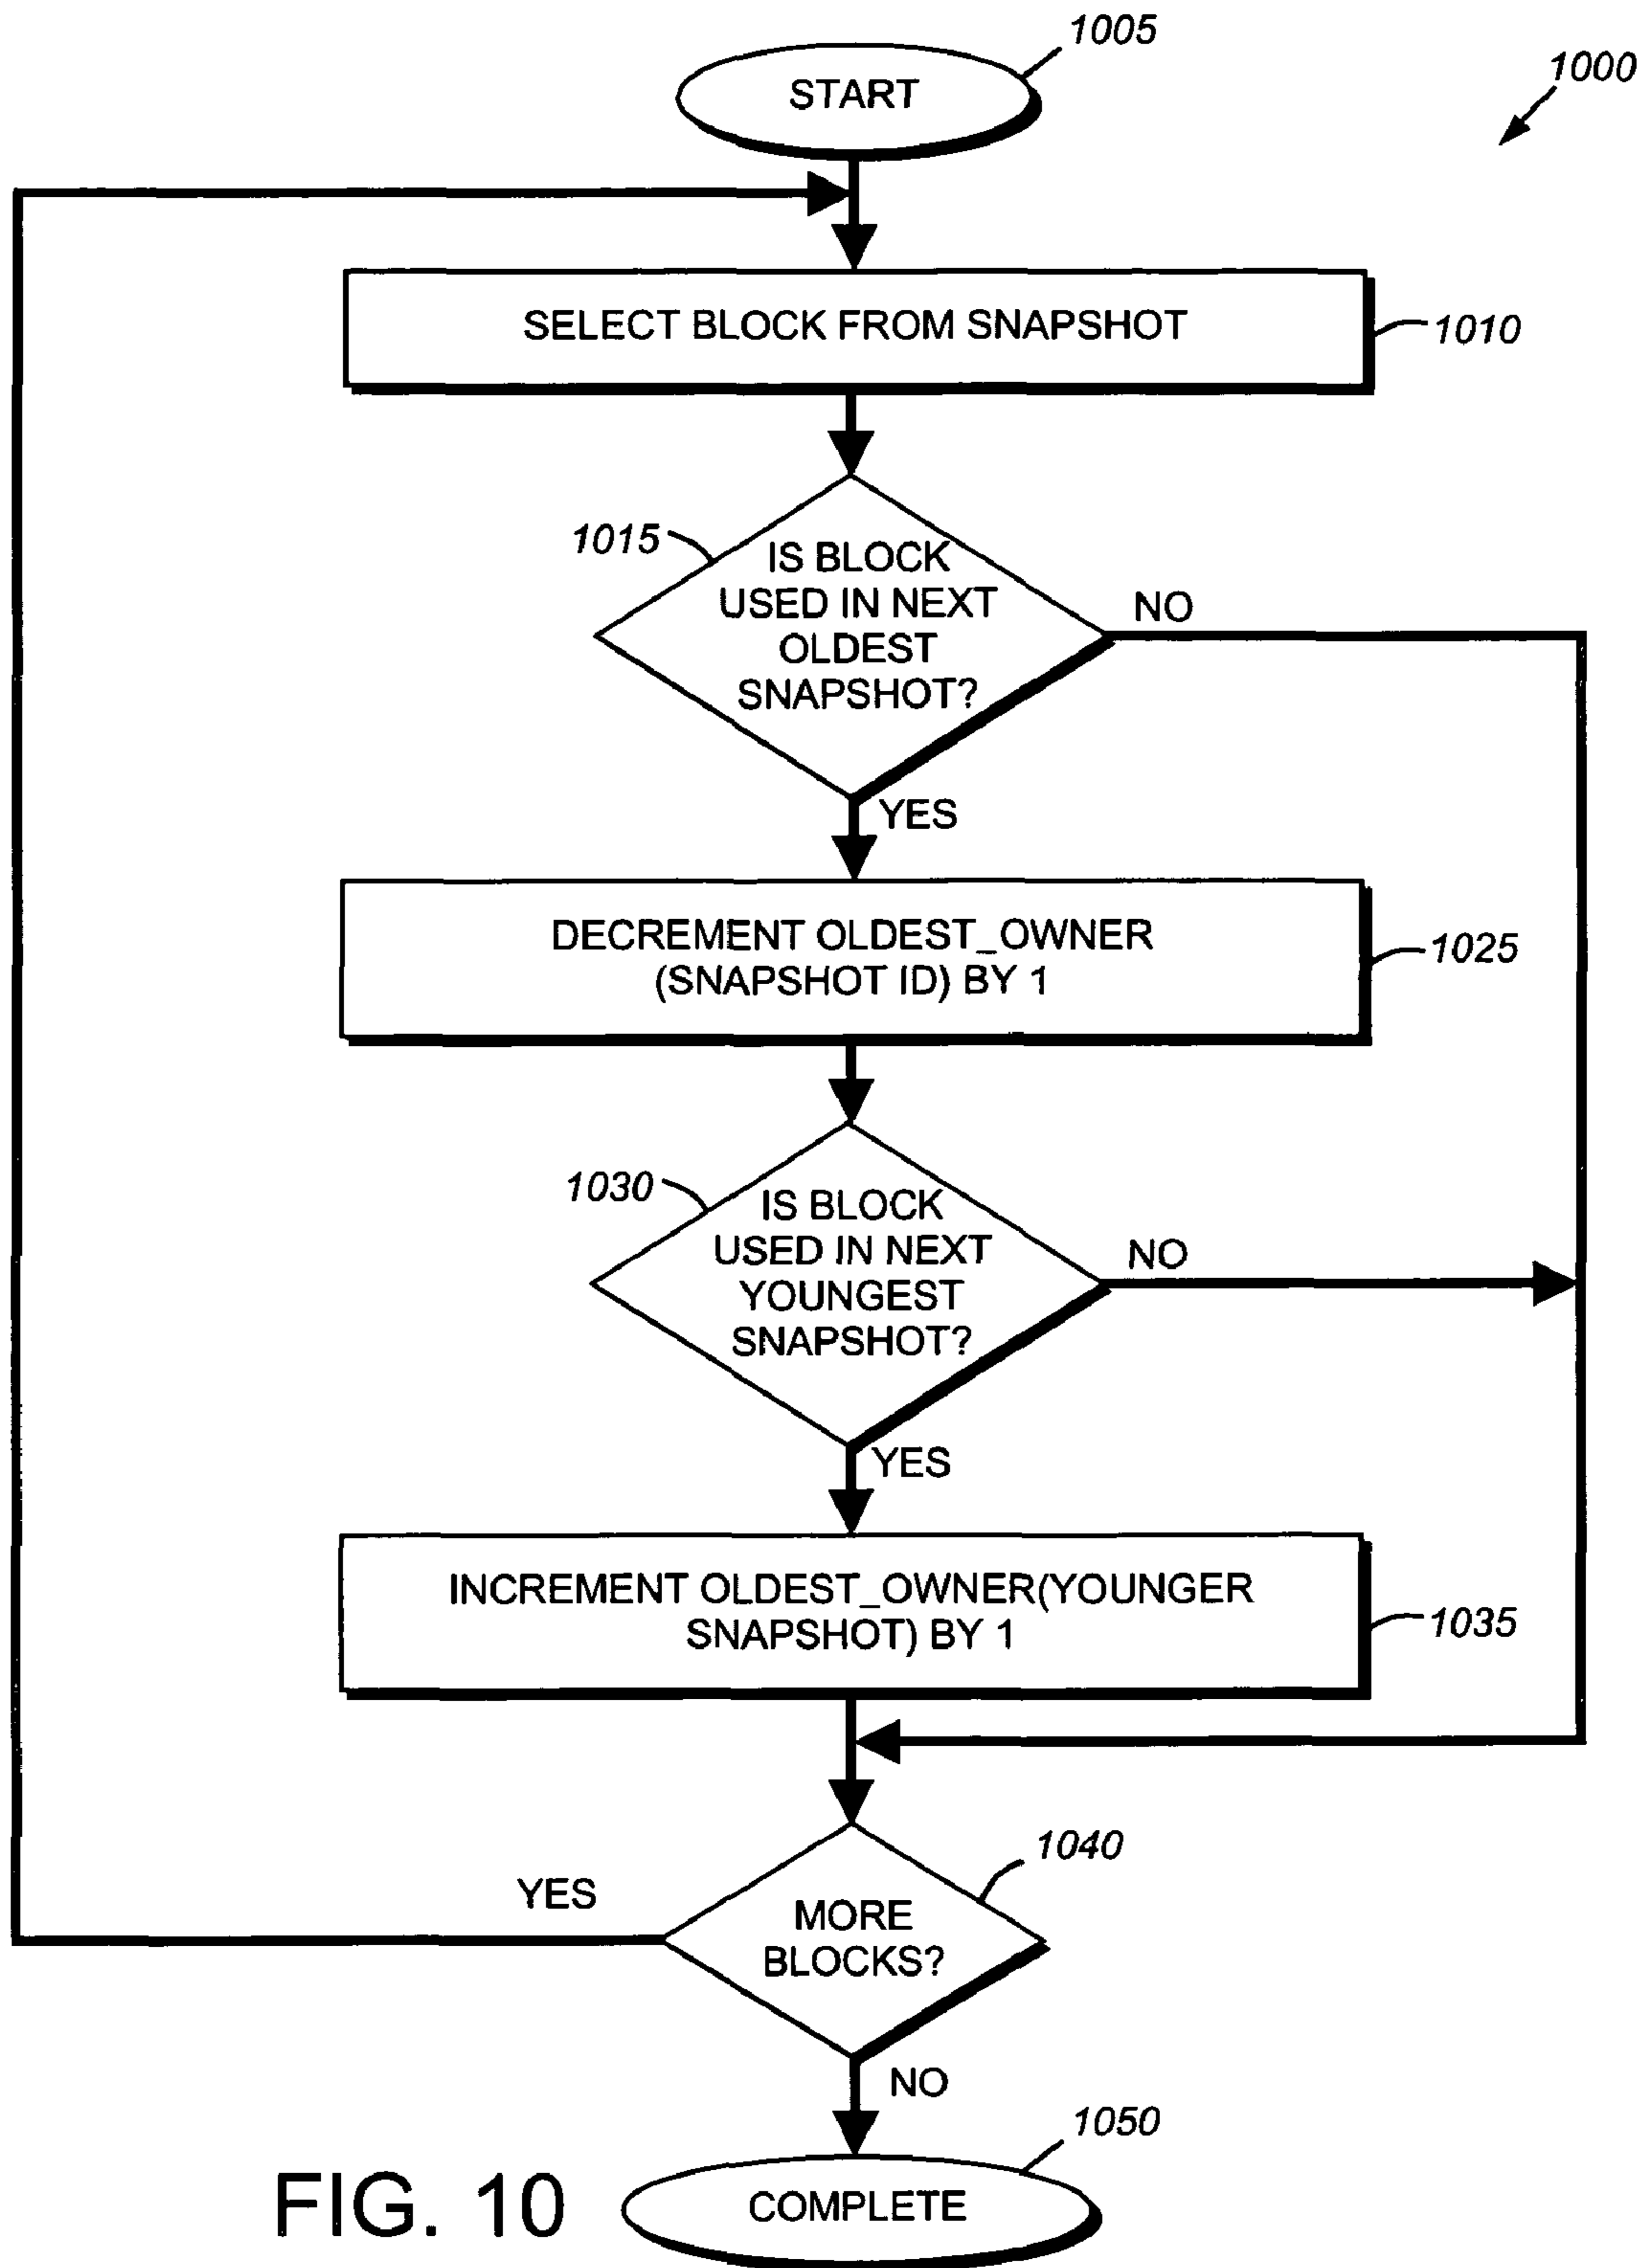 1005
1000
START
SELECT BLOCK FROM SNAPSHOT
1010
1015
IS BLOCK
USED IN NEXT
OLDEST
SNAPSHOT?
NO
YES
DECREMENT OLDEST_OWNER
(SNAPSHOT ID) BY 1
1025
1030
IS BLOCK
USED IN NEXT
YOUNGEST
SNAPSHOT?
NO
YES
INCREMENT OLDEST_OWNER(YOUNGER
SNAPSHOT) BY 1
1035
1040
YES
MORE
BLOCKS?
NO
1050
COMPLETE
FIG. 10